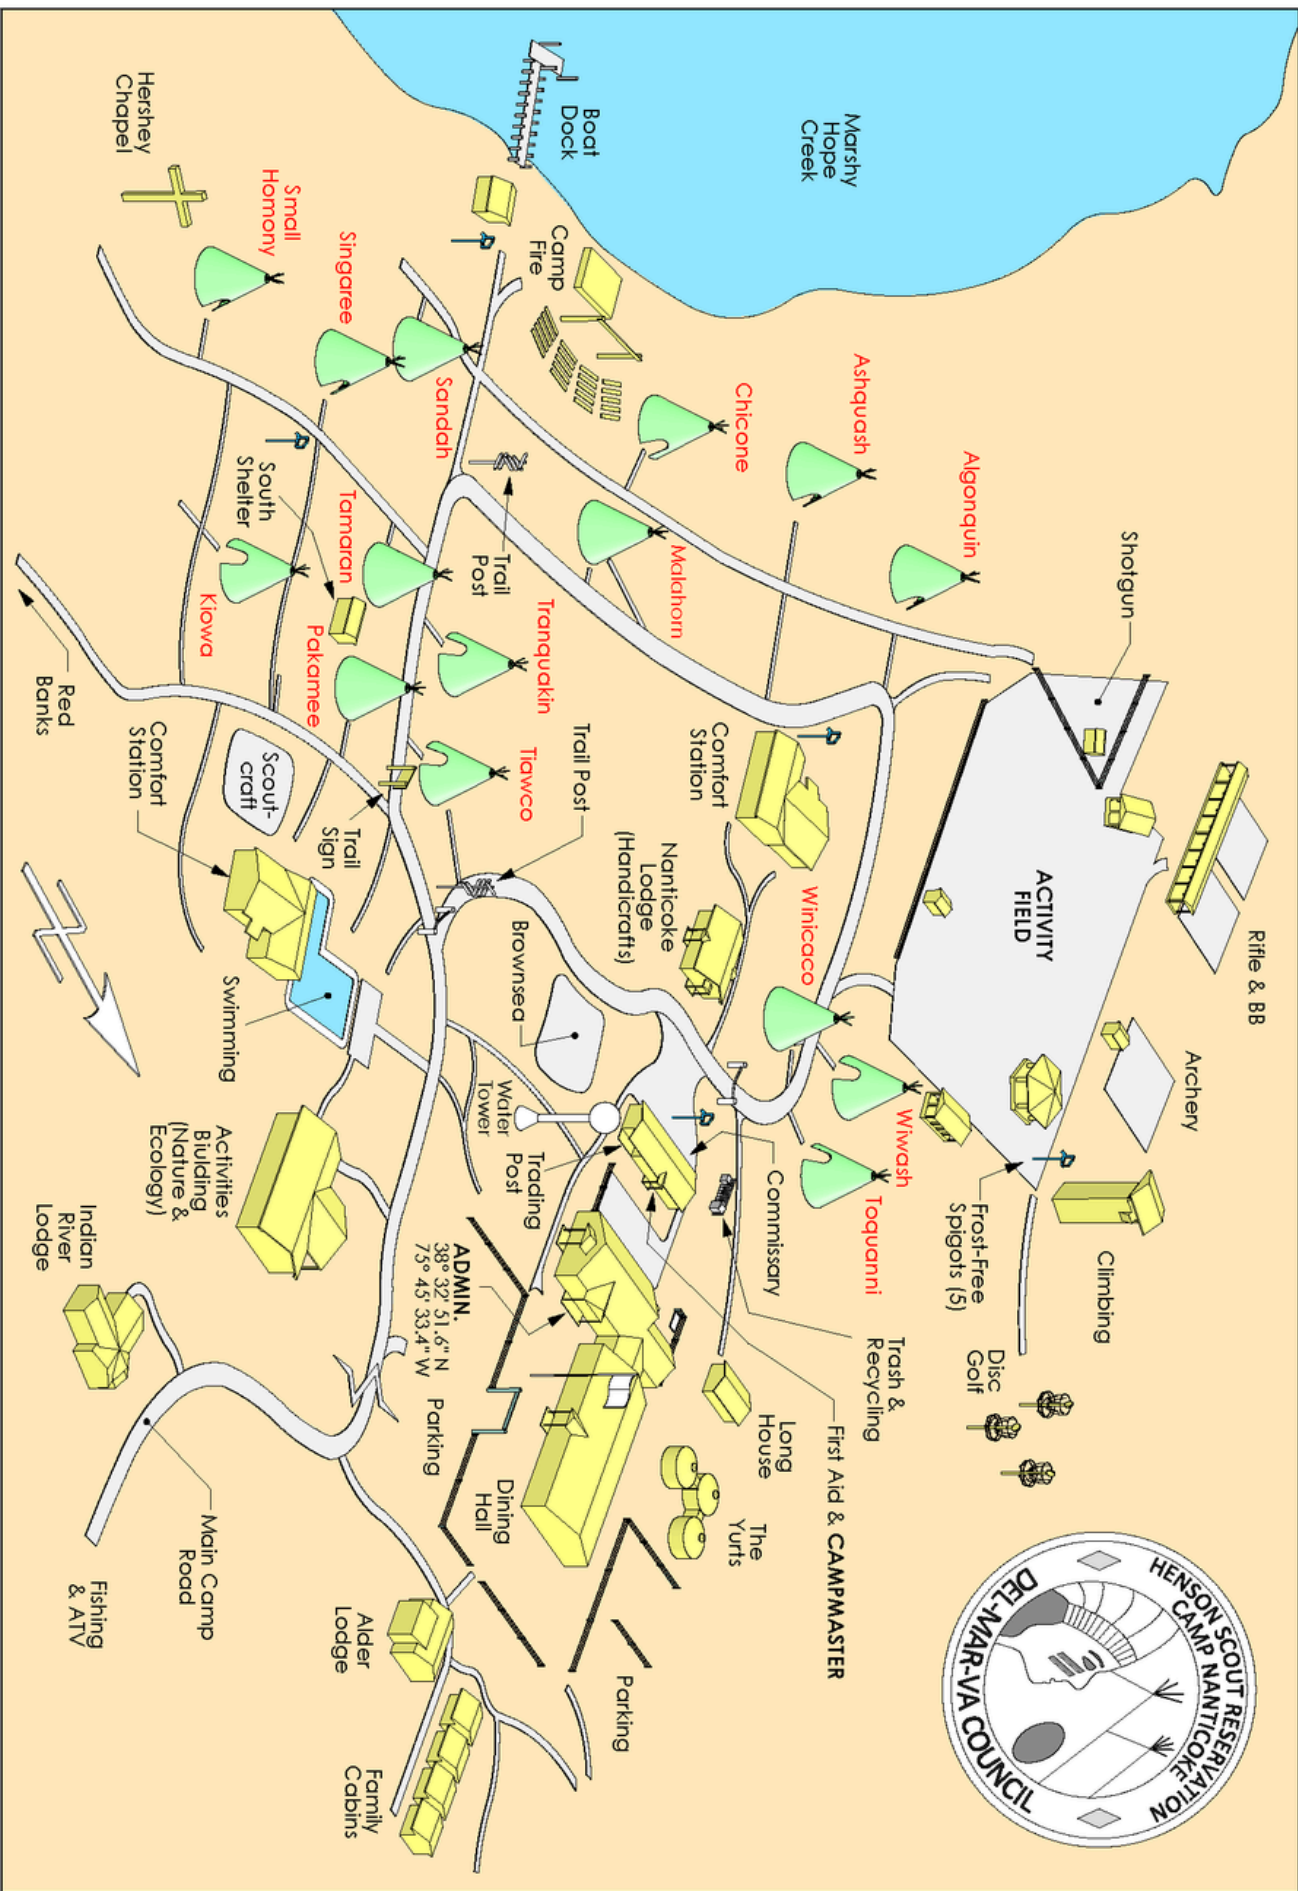 Rifle & BB
Archery
HENSON SCOUT RESERVATION
CAMP NANTICOKE
DEL-MAR-VA COUNCIL
Shotgun
Climbing
ACTIVITY
FIELD
Frost-Free
Spigots (5)
Disc
Golf
Algonquin
Wiwash
Toquanni
Trash &
Recycling
Ashquash
Marshy
Hope
Creek
First Aid & CAMPMASTER
Winicaco
Commissary
Long
House
The
Yurts
Chicone
Comfort
Station
Malahorn
Nanticoke
Lodge
(Handicrafts)
Parking
Boat
Dock
Camp
Fire
Tranquakin
Trail Post
Tiawco
Brownsea
Trading
Post
Dining
Hall
Trail
Post
Water
Tower
ADMIN.
38° 32' 51.6" N
75° 45' 33.4" W
Parking
Sandah
Singaree
Tamaran
Pakamee
Trail
Sign
Alder
Lodge
Family
Cabins
Small
Homony
South
Shelter
Scout-
craft
Swimming
Activities
Biulding
(Nature &
Ecology)
Kiowa
Main Camp
Road
Hershey
Chapel
Comfort
Station
Red
Banks
Indian
River
Lodge
Fishing
& ATV